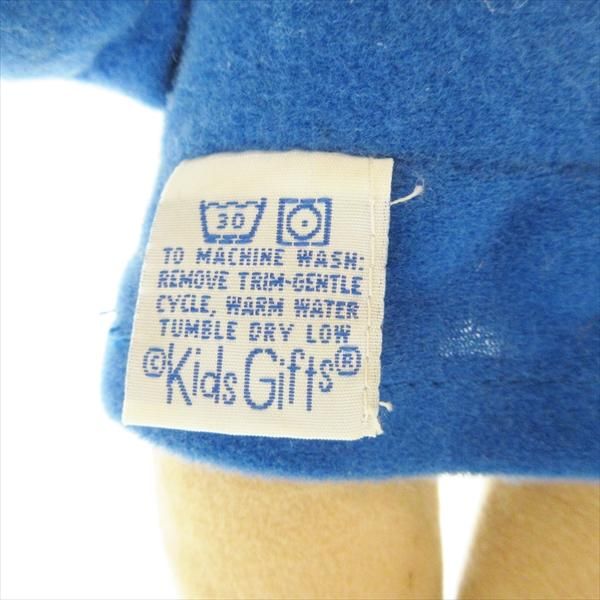 30
TO MACHINE WASH:
REMOVE TRIM-GENTLE
CYCLE, WARM WATER
TUMBLE DRY LOW
©Kids Gifts®